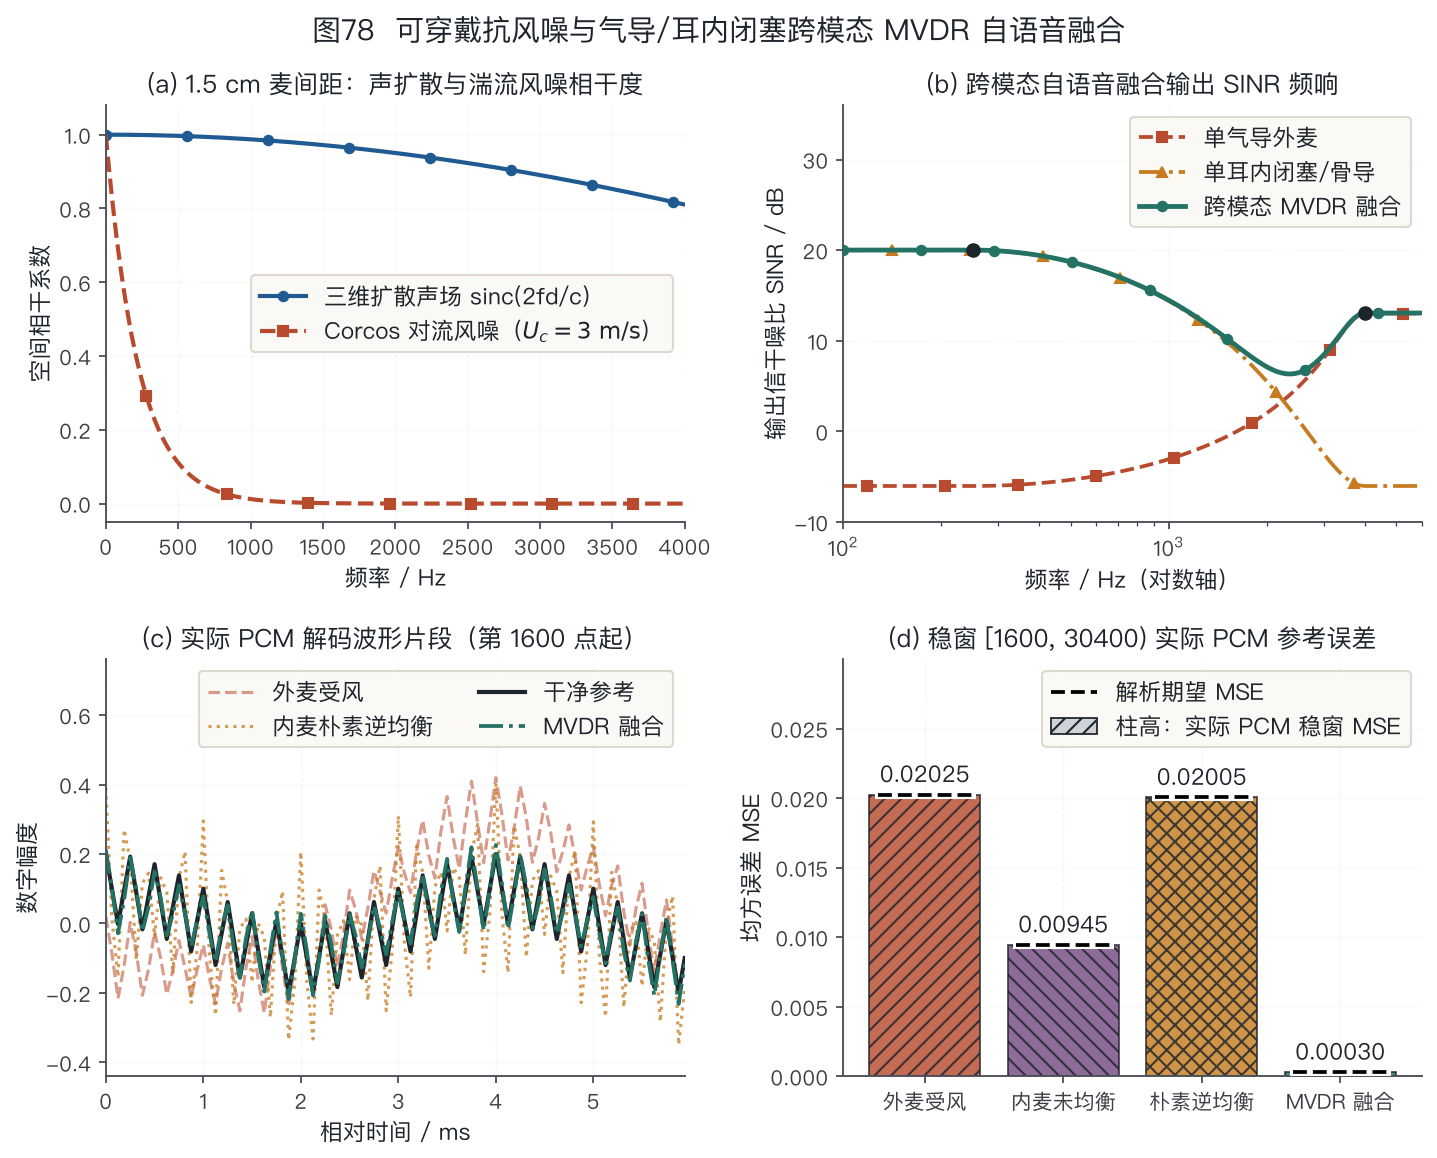 图78 可穿戴抗风噪与气导/耳内闭塞跨模态 MVDR 自语音融合
(a) 1.5 cm 麦间距：声扩散与湍流风噪相干度
空间相干系数
1.0
0.8
0.6
0.4
0.2
0.0
三维扩散声场 sinc(2fd/c)
Corcos 对流风噪（U_c = 3 m/s）
0 500 1000 1500 2000 2500 3000 3500 4000
频率 / Hz
(b) 跨模态自语音融合输出 SINR 频响
输出信干噪比 SINR / dB
30
20
10
0
−10
单气导外麦
单耳内闭塞/骨导
跨模态 MVDR 融合
10² 10³
频率 / Hz（对数轴）
(c) 实际 PCM 解码波形片段（第 1600 点起）
数字幅度
0.6
0.4
0.2
0.0
−0.2
−0.4
外麦受风
内麦朴素逆均衡
干净参考
MVDR 融合
0 1 2 3 4 5
相对时间 / ms
(d) 稳窗 [1600, 30400) 实际 PCM 参考误差
均方误差 MSE
0.025
0.020
0.015
0.010
0.005
0.000
解析期望 MSE
柱高：实际 PCM 稳窗 MSE
0.02025
0.00945
0.02005
0.00030
外麦受风 内麦未均衡 朴素逆均衡 MVDR 融合